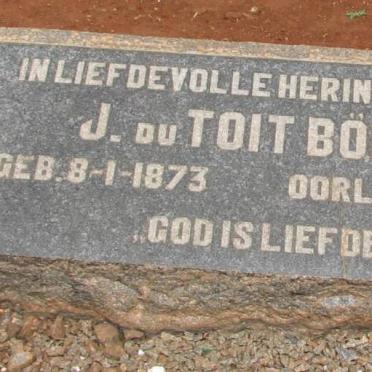 IN LIEFDEVOLLE HERIN
J. DU TOIT BÖ
GEB. 8-1-1873 OORL
„GOD IS LIEFDE